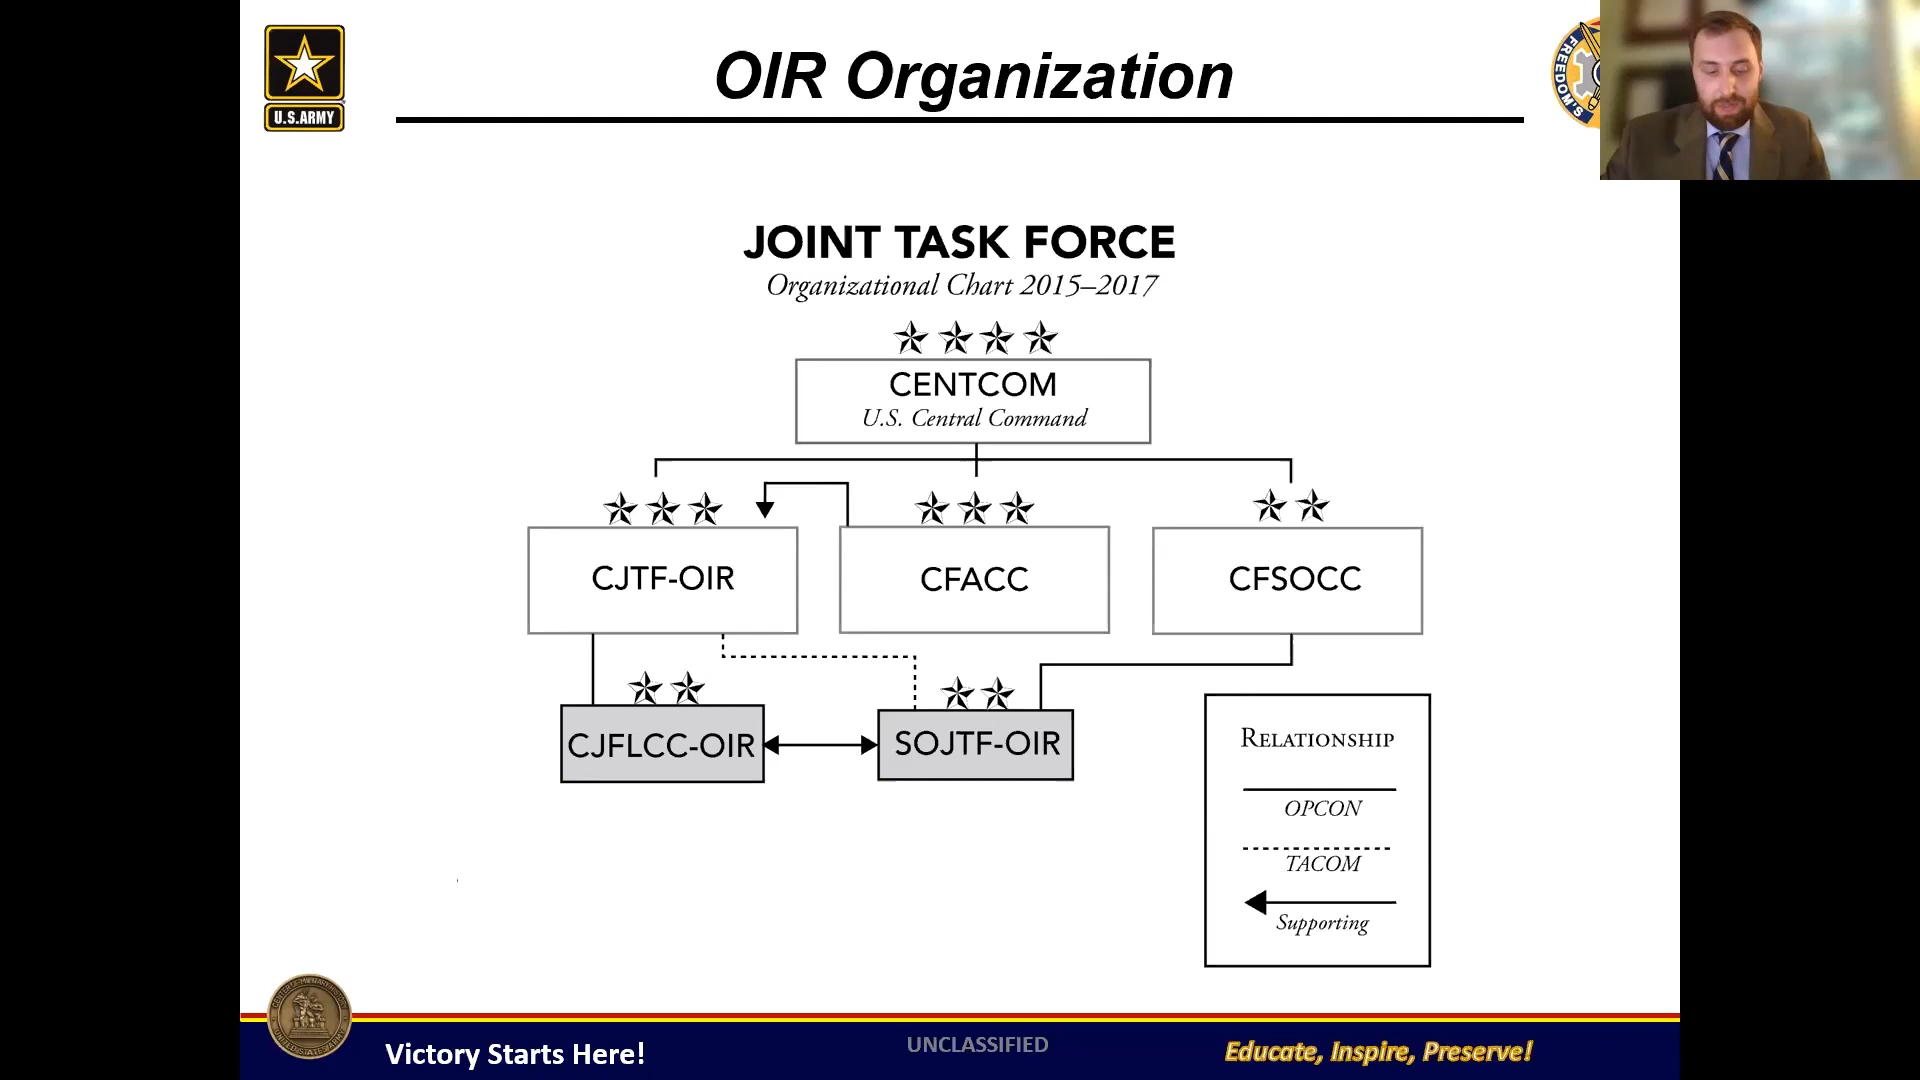 OIR Organization
U.S.ARMY
FREEDOM'S
JOINT TASK FORCE
Organizational Chart 2015–2017
CENTCOM
U.S. Central Command
CJTF-OIR
CFACC
CFSOCC
CJFLCC-OIR
SOJTF-OIR
RELATIONSHIP
OPCON
TACOM
Supporting
Victory Starts Here!
UNCLASSIFIED
Educate, Inspire, Preserve!